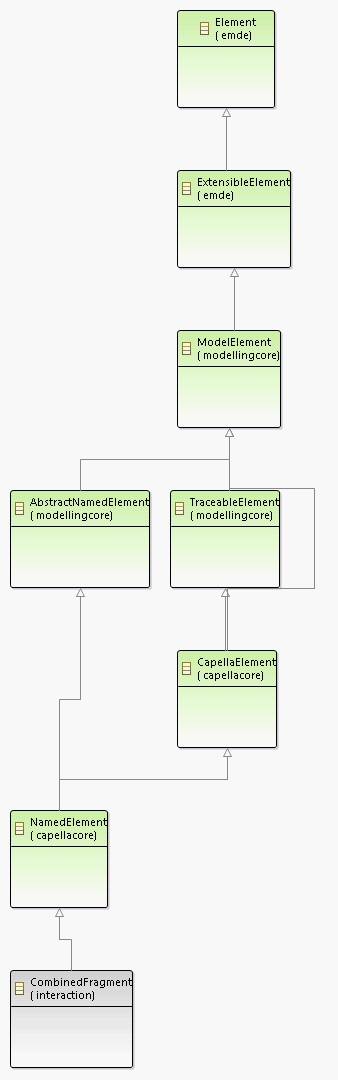 Element
( emde)
ExtensibleElement
( emde)
ModelElement
( modellingcore)
AbstractNamedElement
( modellingcore)
TraceableElement
( modellingcore)
CapellaElement
( capellacore)
NamedElement
( capellacore)
CombinedFragment
( interaction)